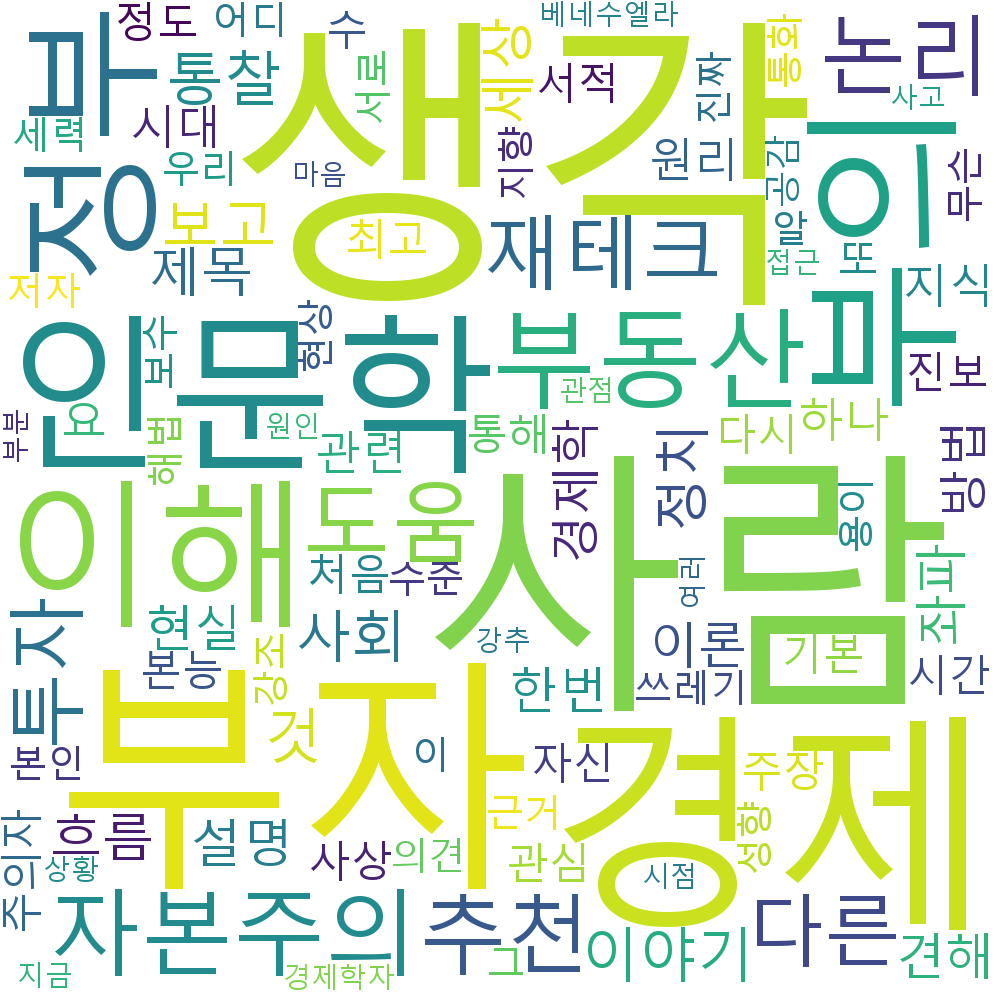 정도
어디
수
베네수엘라
생각
논리
부
통찰
서로
세상
서적
진짜
통화
사고
세력
시대
우리
마음
지향
원리
공감
이
무슨
정
보고
최고
재테크
알
또
접근
지식
저자
제목
인문학
보수
현상
부동산
관점
바
진보
부분
요
해법
원인
관련
통해
경제학
정치
다시
하나
방법
이해
도움
사람
용이
좌파
처음
수준
여러
투자
현실
사회
강추
이론
기본
본능
강조
한번
쓰레기
시간
본인
부자
것
이
자신
경제
주장
주의자
흐름
설명
사상
의견
근거
관심
성향
상황
시점
자본주의
추천
그
이야기
다른
견해
지금
경제학자